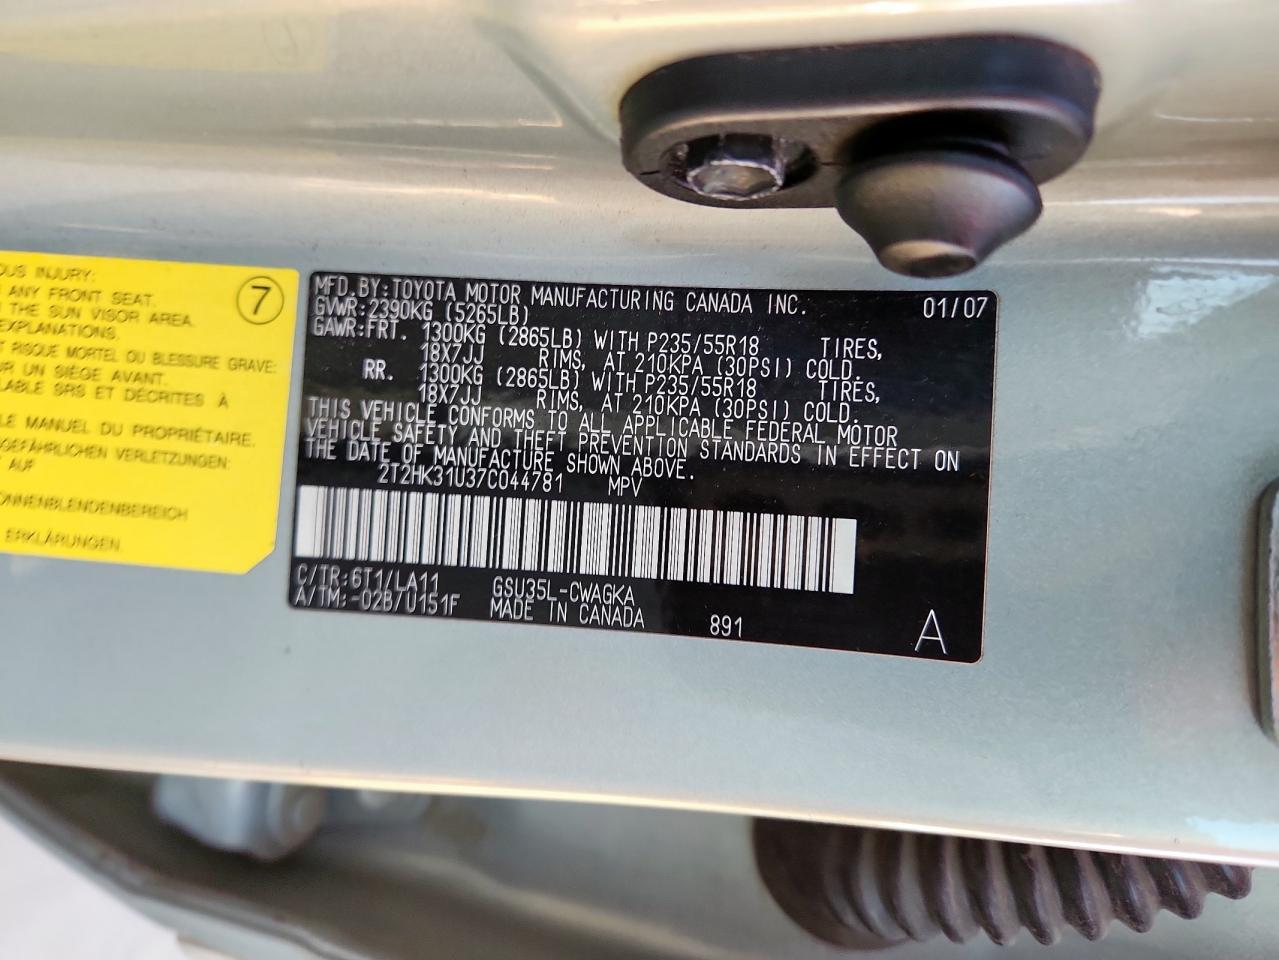 OUS INJURY:
ANY FRONT SEAT.
THE SUN VISOR AREA.
EXPLANATIONS.
7
T RISQUE MORTEL OU BLESSURE GRAVE:
UR UN SIÈGE AVANT.
LABLE SRS ET DÉCRITES À
LE MANUEL DU PROPRIÉTAIRE.
GEFÄHRLICHEN VERLETZUNGEN:
AUF
ONNENBLENDENBEREICH
ERKLÄRUNGEN.
MFD.BY:TOYOTA MOTOR MANUFACTURING CANADA INC. 01/07
GVWR:2390KG (5265LB)
GAWR:FRT. 1300KG (2865LB) WITH P235/55R18 TIRES,
18X7JJ RIMS, AT 210KPA (30PSI) COLD.
RR. 1300KG (2865LB) WITH P235/55R18 TIRES,
18X7JJ RIMS, AT 210KPA (30PSI) COLD.
THIS VEHICLE CONFORMS TO ALL APPLICABLE FEDERAL MOTOR
VEHICLE SAFETY AND THEFT PREVENTION STANDARDS IN EFFECT ON
THE DATE OF MANUFACTURE SHOWN ABOVE.
2T2HK31U37C044781 MPV
C/TR:6T1/LA11 GSU35L-CWAGKA
A/TM:-02B/U151F MADE IN CANADA 891 A